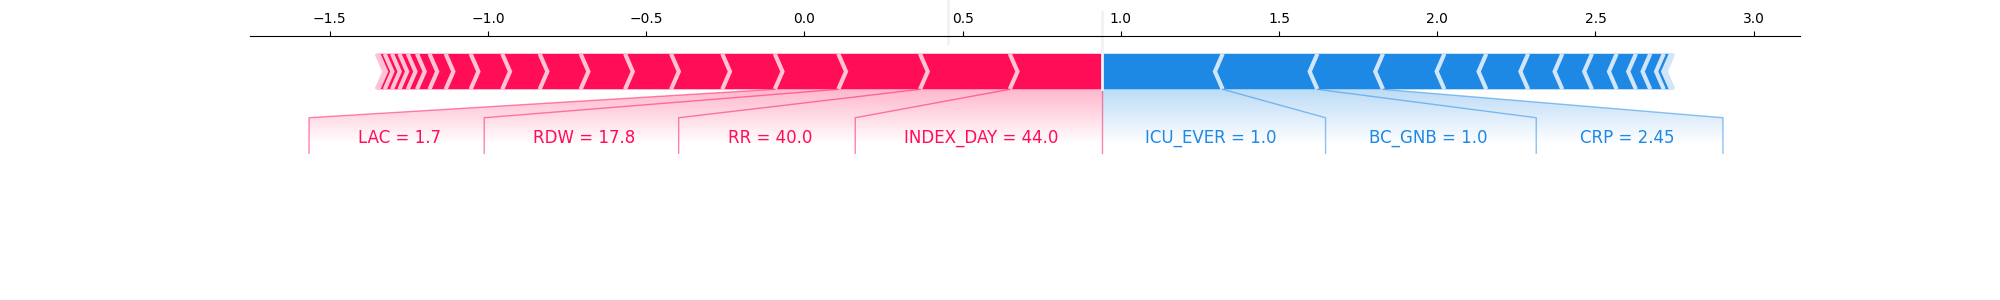 −1.5 −1.0 −0.5 0.0 0.5 1.0 1.5 2.0 2.5 3.0
LAC = 1.7 RDW = 17.8 RR = 40.0 INDEX_DAY = 44.0 ICU_EVER = 1.0 BC_GNB = 1.0 CRP = 2.45